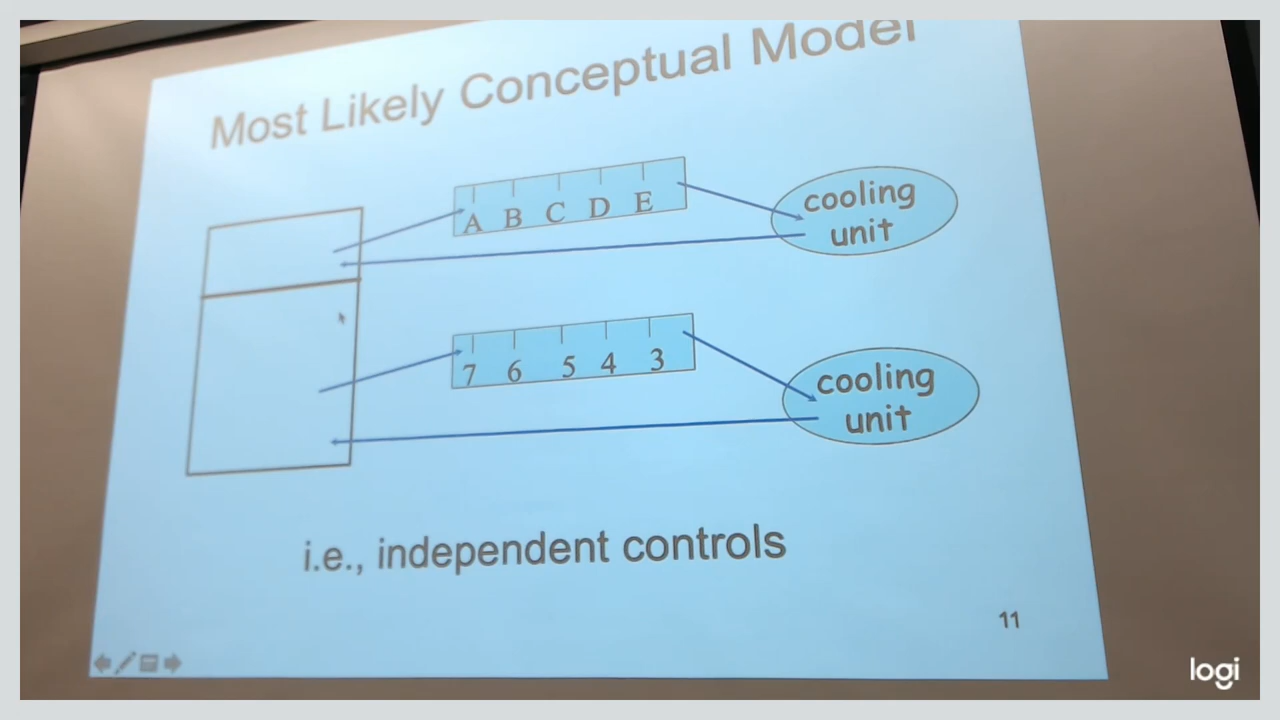 Most Likely Conceptual Model
A B C D E
cooling
unit
7 6 5 4 3
cooling
unit
i.e., independent controls
11
logi